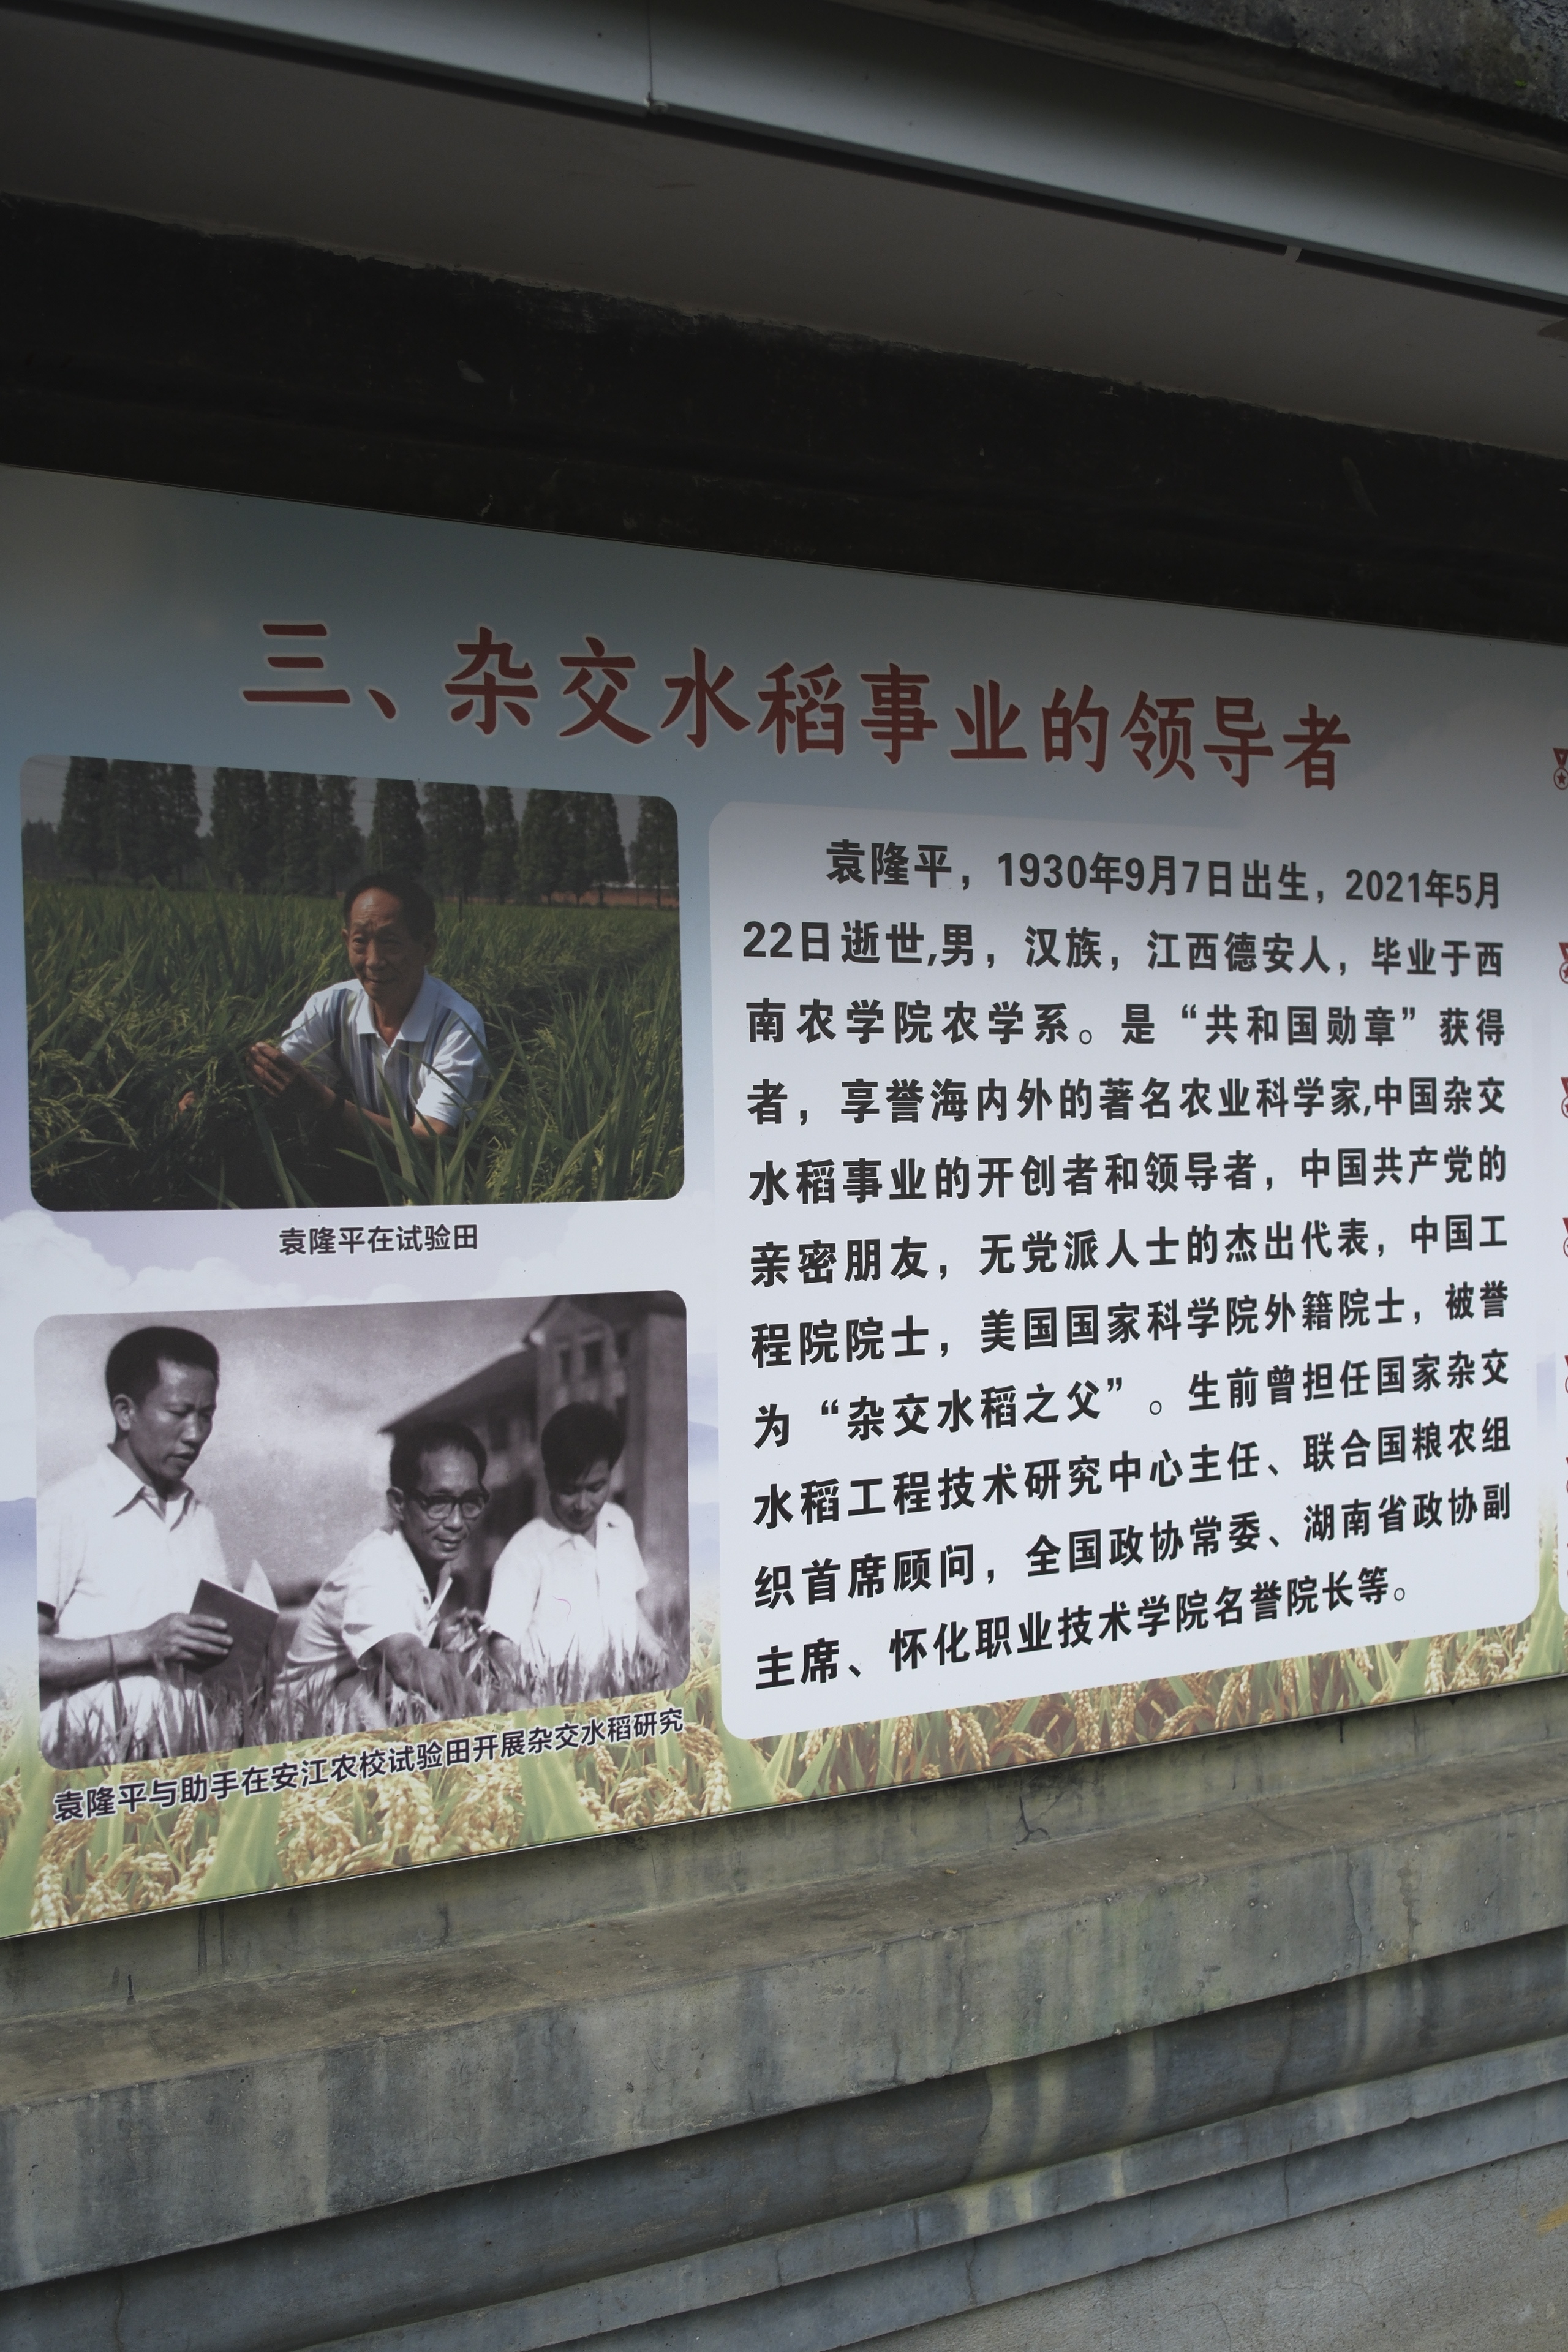 三、杂交水稻事业的领导者
袁隆平在试验田
袁隆平与助手在安江农校试验田开展杂交水稻研究
袁隆平，1930年9月7日出生，2021年5月
22日逝世,男，汉族，江西德安人，毕业于西
南农学院农学系。是“共和国勋章”获得
者，享誉海内外的著名农业科学家,中国杂交
水稻事业的开创者和领导者，中国共产党的
亲密朋友，无党派人士的杰出代表，中国工
程院院士，美国国家科学院外籍院士，被誉
为“杂交水稻之父”。生前曾担任国家杂交
水稻工程技术研究中心主任、联合国粮农组
织首席顾问，全国政协常委、湖南省政协副
主席、怀化职业技术学院名誉院长等。